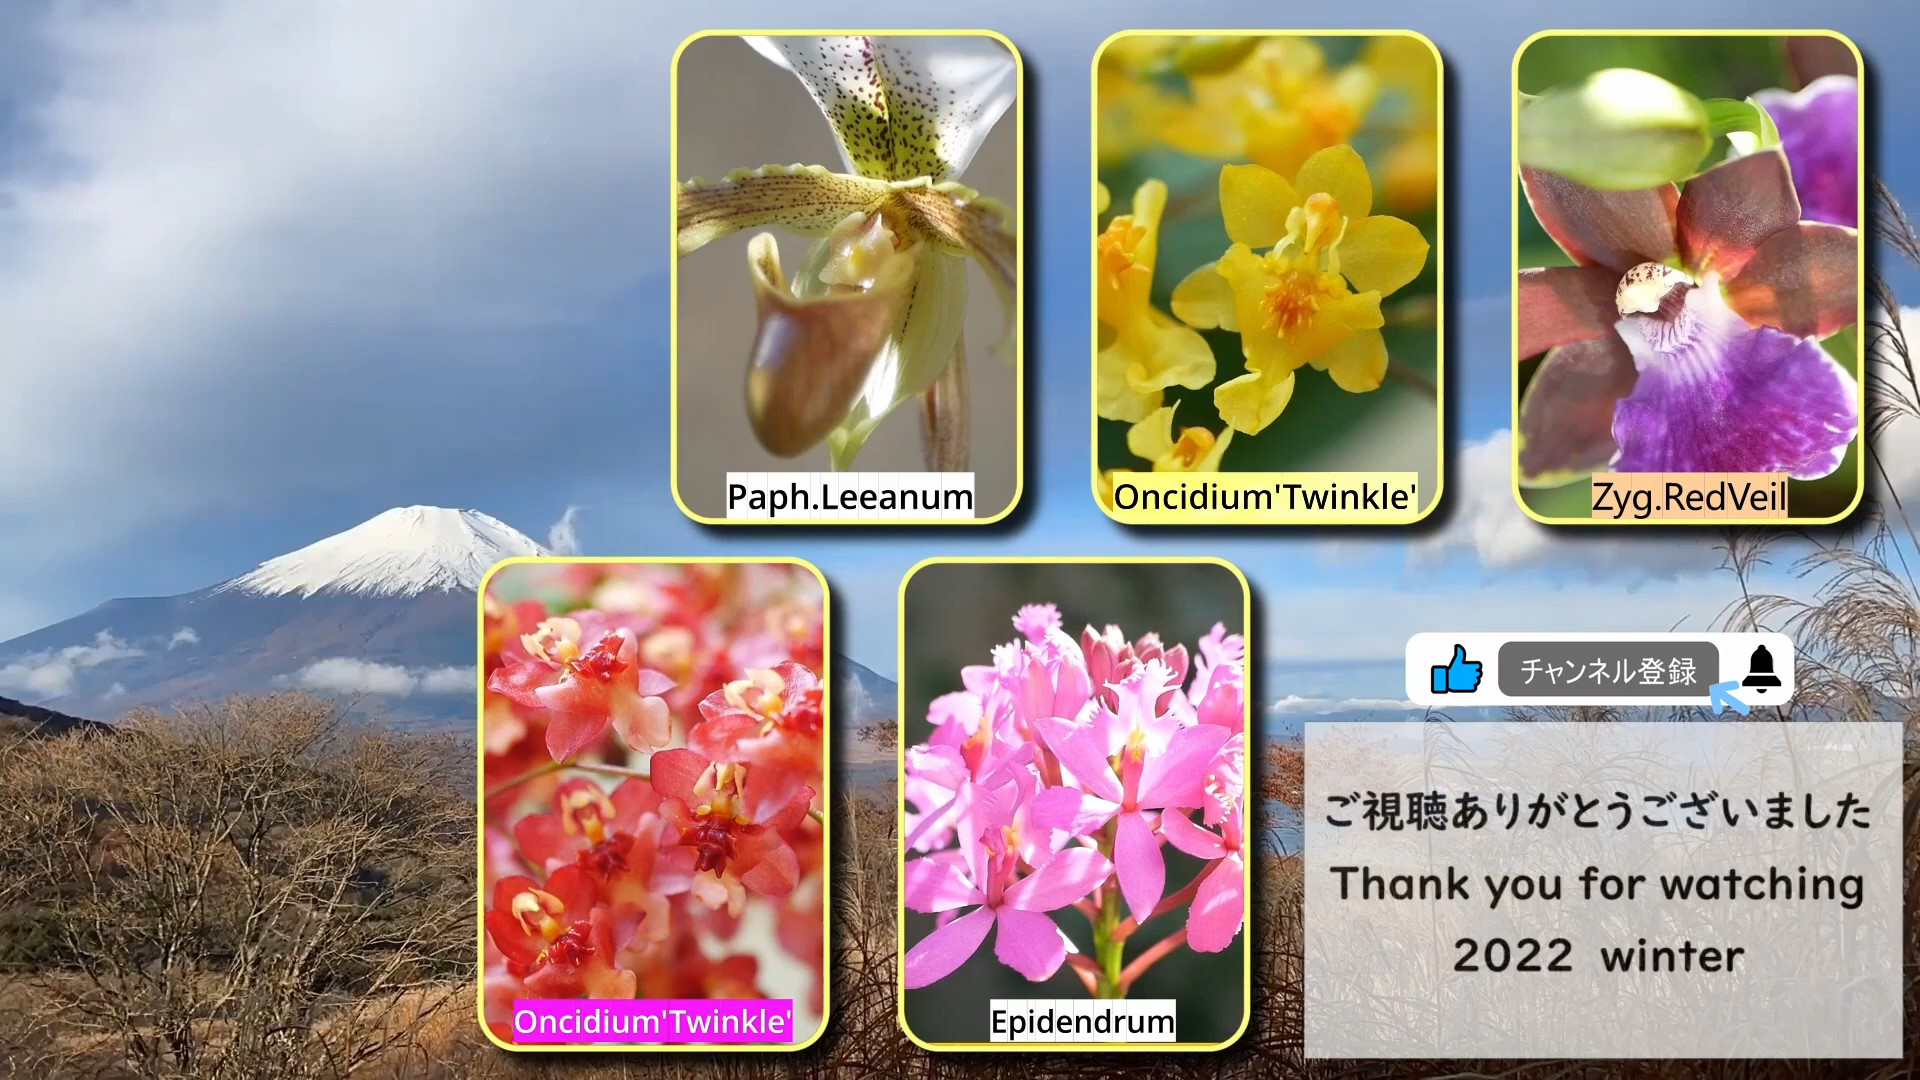 Paph.Leeanum
Oncidium'Twinkle'
Zyg.RedVeil
Oncidium'Twinkle'
Epidendrum
チャンネル登録
ご視聴ありがとうございました
Thank you for watching
2022 winter